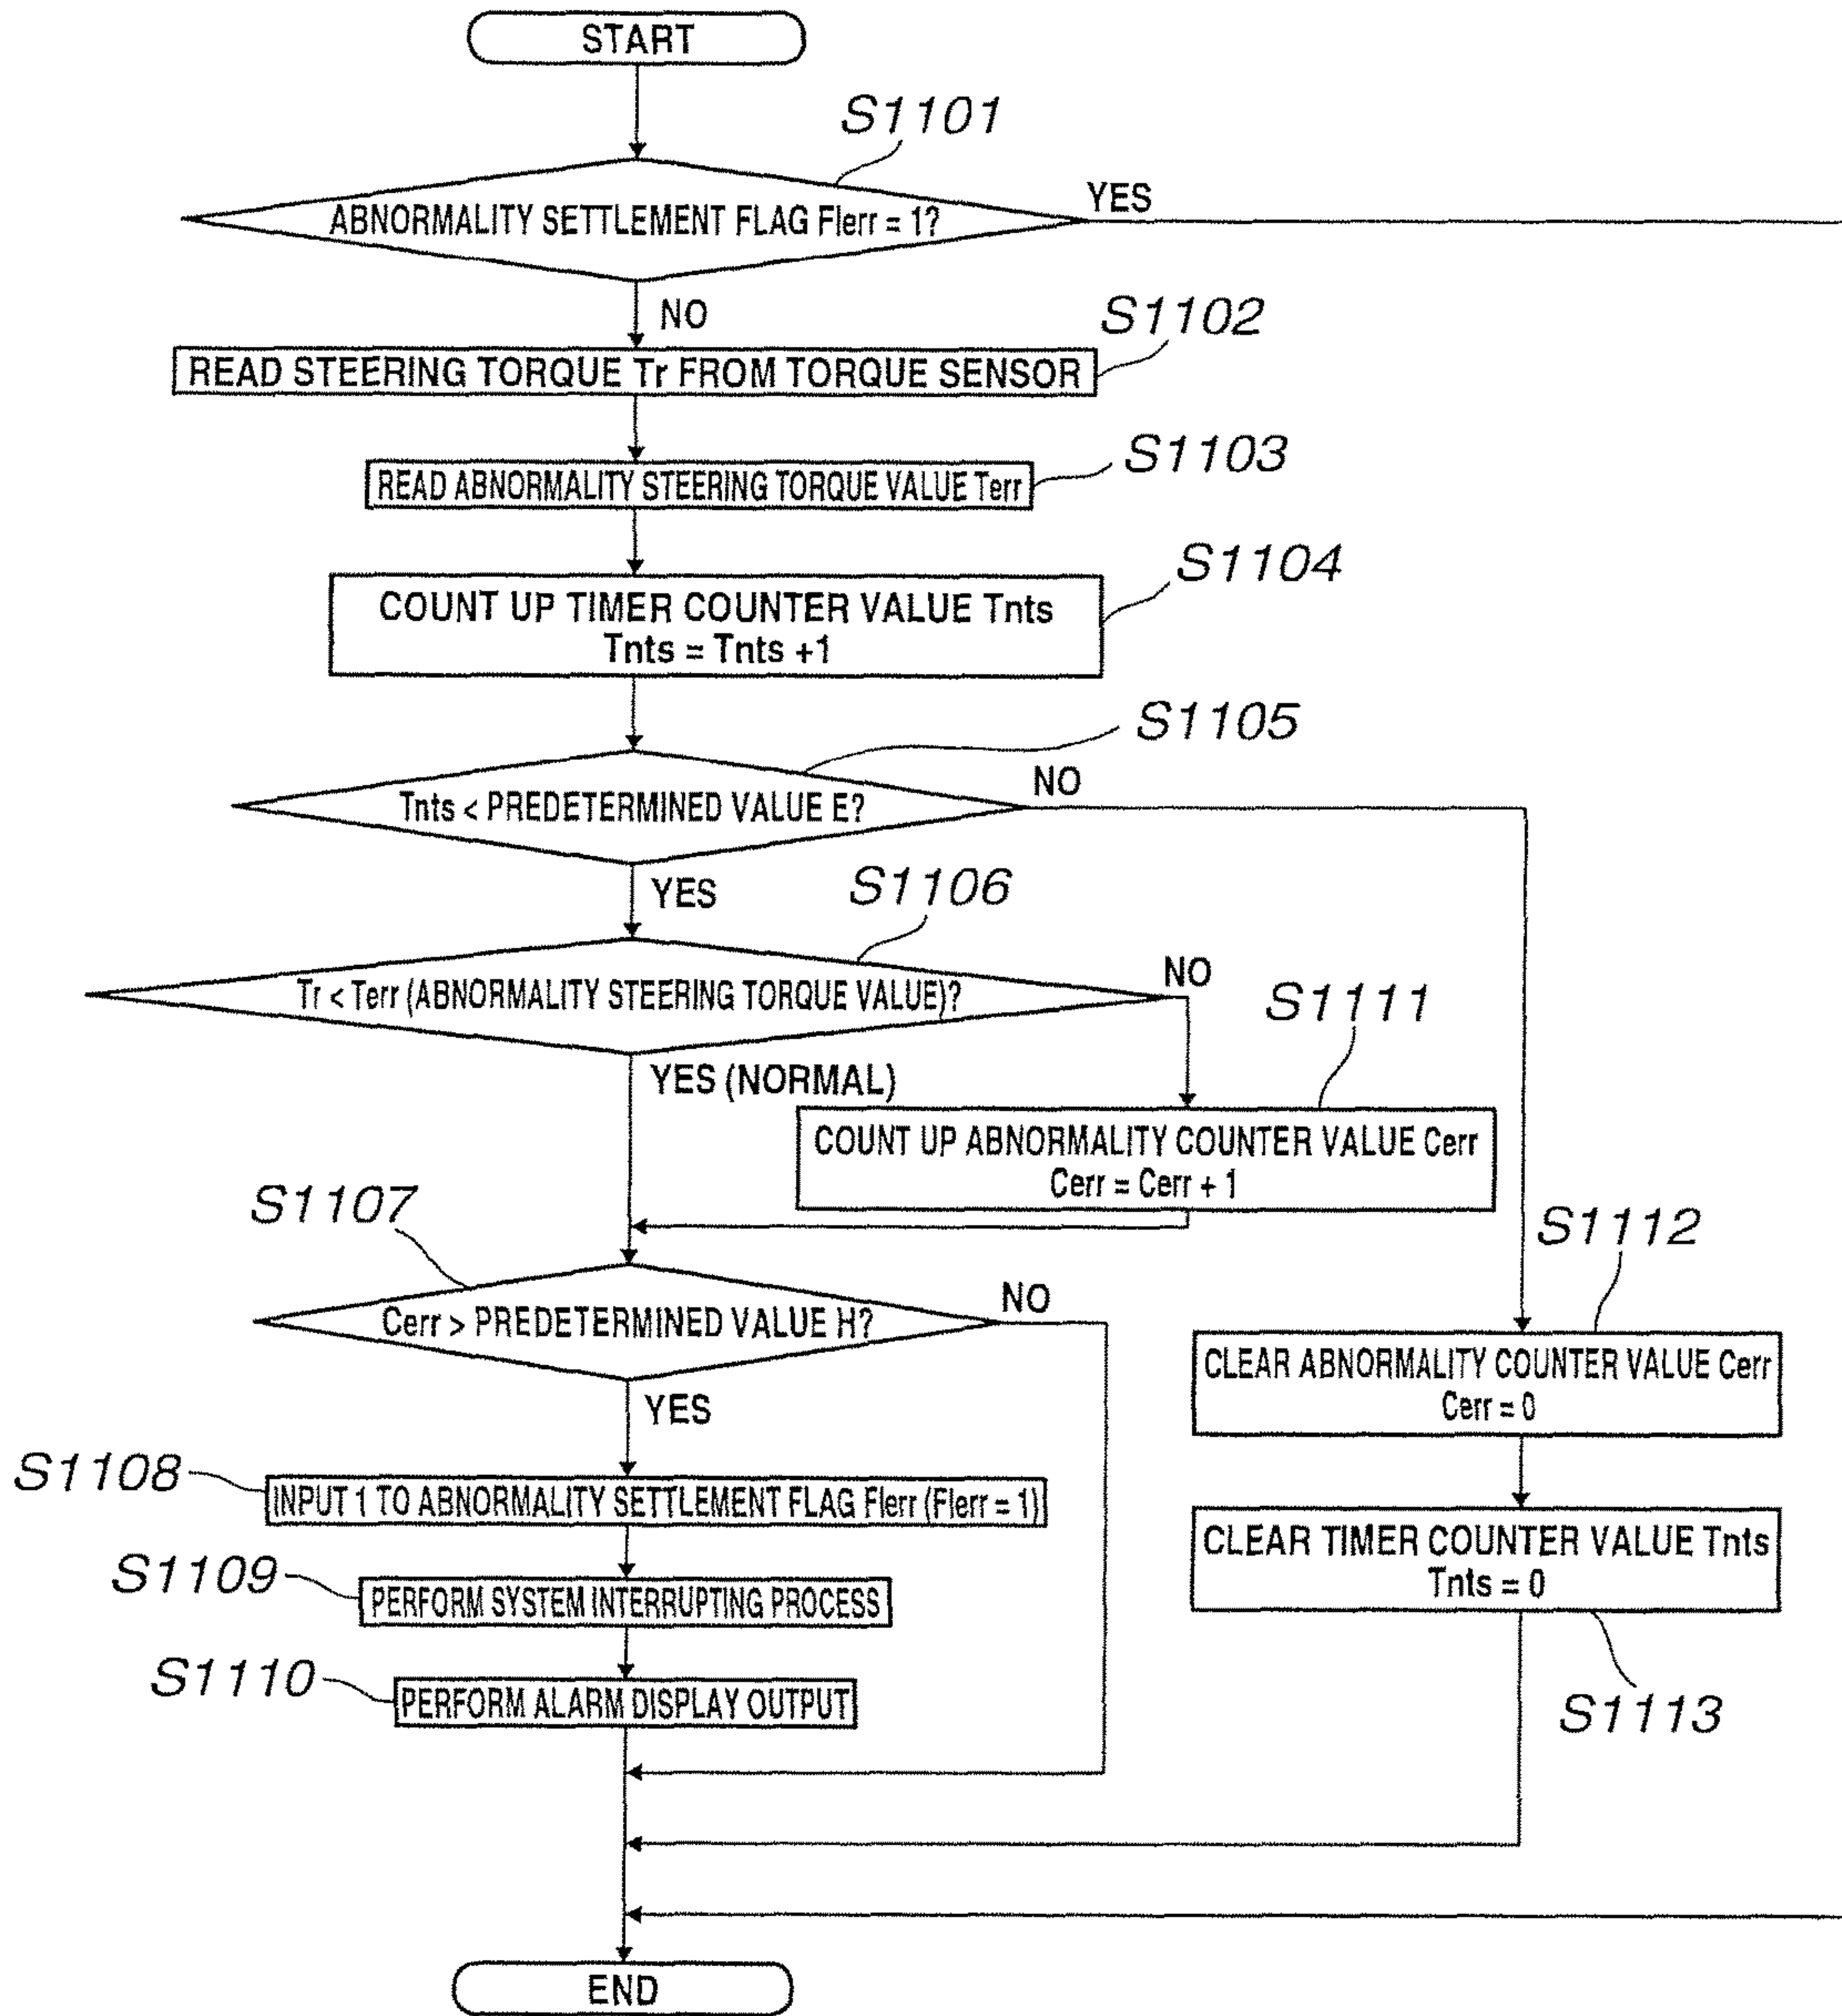 START
S1101
ABNORMALITY SETTLEMENT FLAG Flerr = 1?
YES
NO
S1102
READ STEERING TORQUE Tr FROM TORQUE SENSOR
S1103
READ ABNORMALITY STEERING TORQUE VALUE Terr
S1104
COUNT UP TIMER COUNTER VALUE Tnts
Tnts = Tnts +1
S1105
Tnts < PREDETERMINED VALUE E?
NO
YES
S1106
Tr < Terr (ABNORMALITY STEERING TORQUE VALUE)?
NO
YES (NORMAL)
S1111
COUNT UP ABNORMALITY COUNTER VALUE Cerr
Cerr = Cerr + 1
S1107
Cerr > PREDETERMINED VALUE H?
NO
YES
S1112
CLEAR ABNORMALITY COUNTER VALUE Cerr
Cerr = 0
S1108
INPUT 1 TO ABNORMALITY SETTLEMENT FLAG Flerr (Flerr = 1)
CLEAR TIMER COUNTER VALUE Tnts
Tnts = 0
S1109
PERFORM SYSTEM INTERRUPTING PROCESS
S1110
PERFORM ALARM DISPLAY OUTPUT
S1113
END